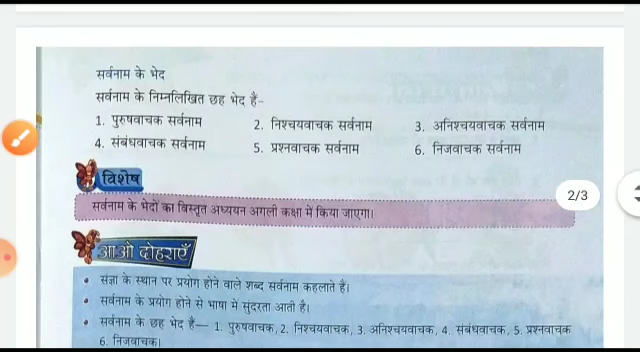 सर्वनाम के भेद
सर्वनाम के निम्नलिखित छह भेद हैं–
1. पुरुषवाचक सर्वनाम 2. निश्चयवाचक सर्वनाम 3. अनिश्चयवाचक सर्वनाम
4. संबंधवाचक सर्वनाम 5. प्रश्नवाचक सर्वनाम 6. निजवाचक सर्वनाम
विशेष
सर्वनाम के भेदों का विस्तृत अध्ययन अगली कक्षा में किया जाएगा।
2/3
आओ दोहराएँ
संज्ञा के स्थान पर प्रयोग होने वाले शब्द सर्वनाम कहलाते हैं।
सर्वनाम के प्रयोग होने से भाषा में सुंदरता आती है।
सर्वनाम के छह भेद हैं— 1. पुरुषवाचक, 2. निश्चयवाचक, 3. अनिश्चयवाचक, 4. संबंधवाचक, 5. प्रश्नवाचक
6. निजवाचक।